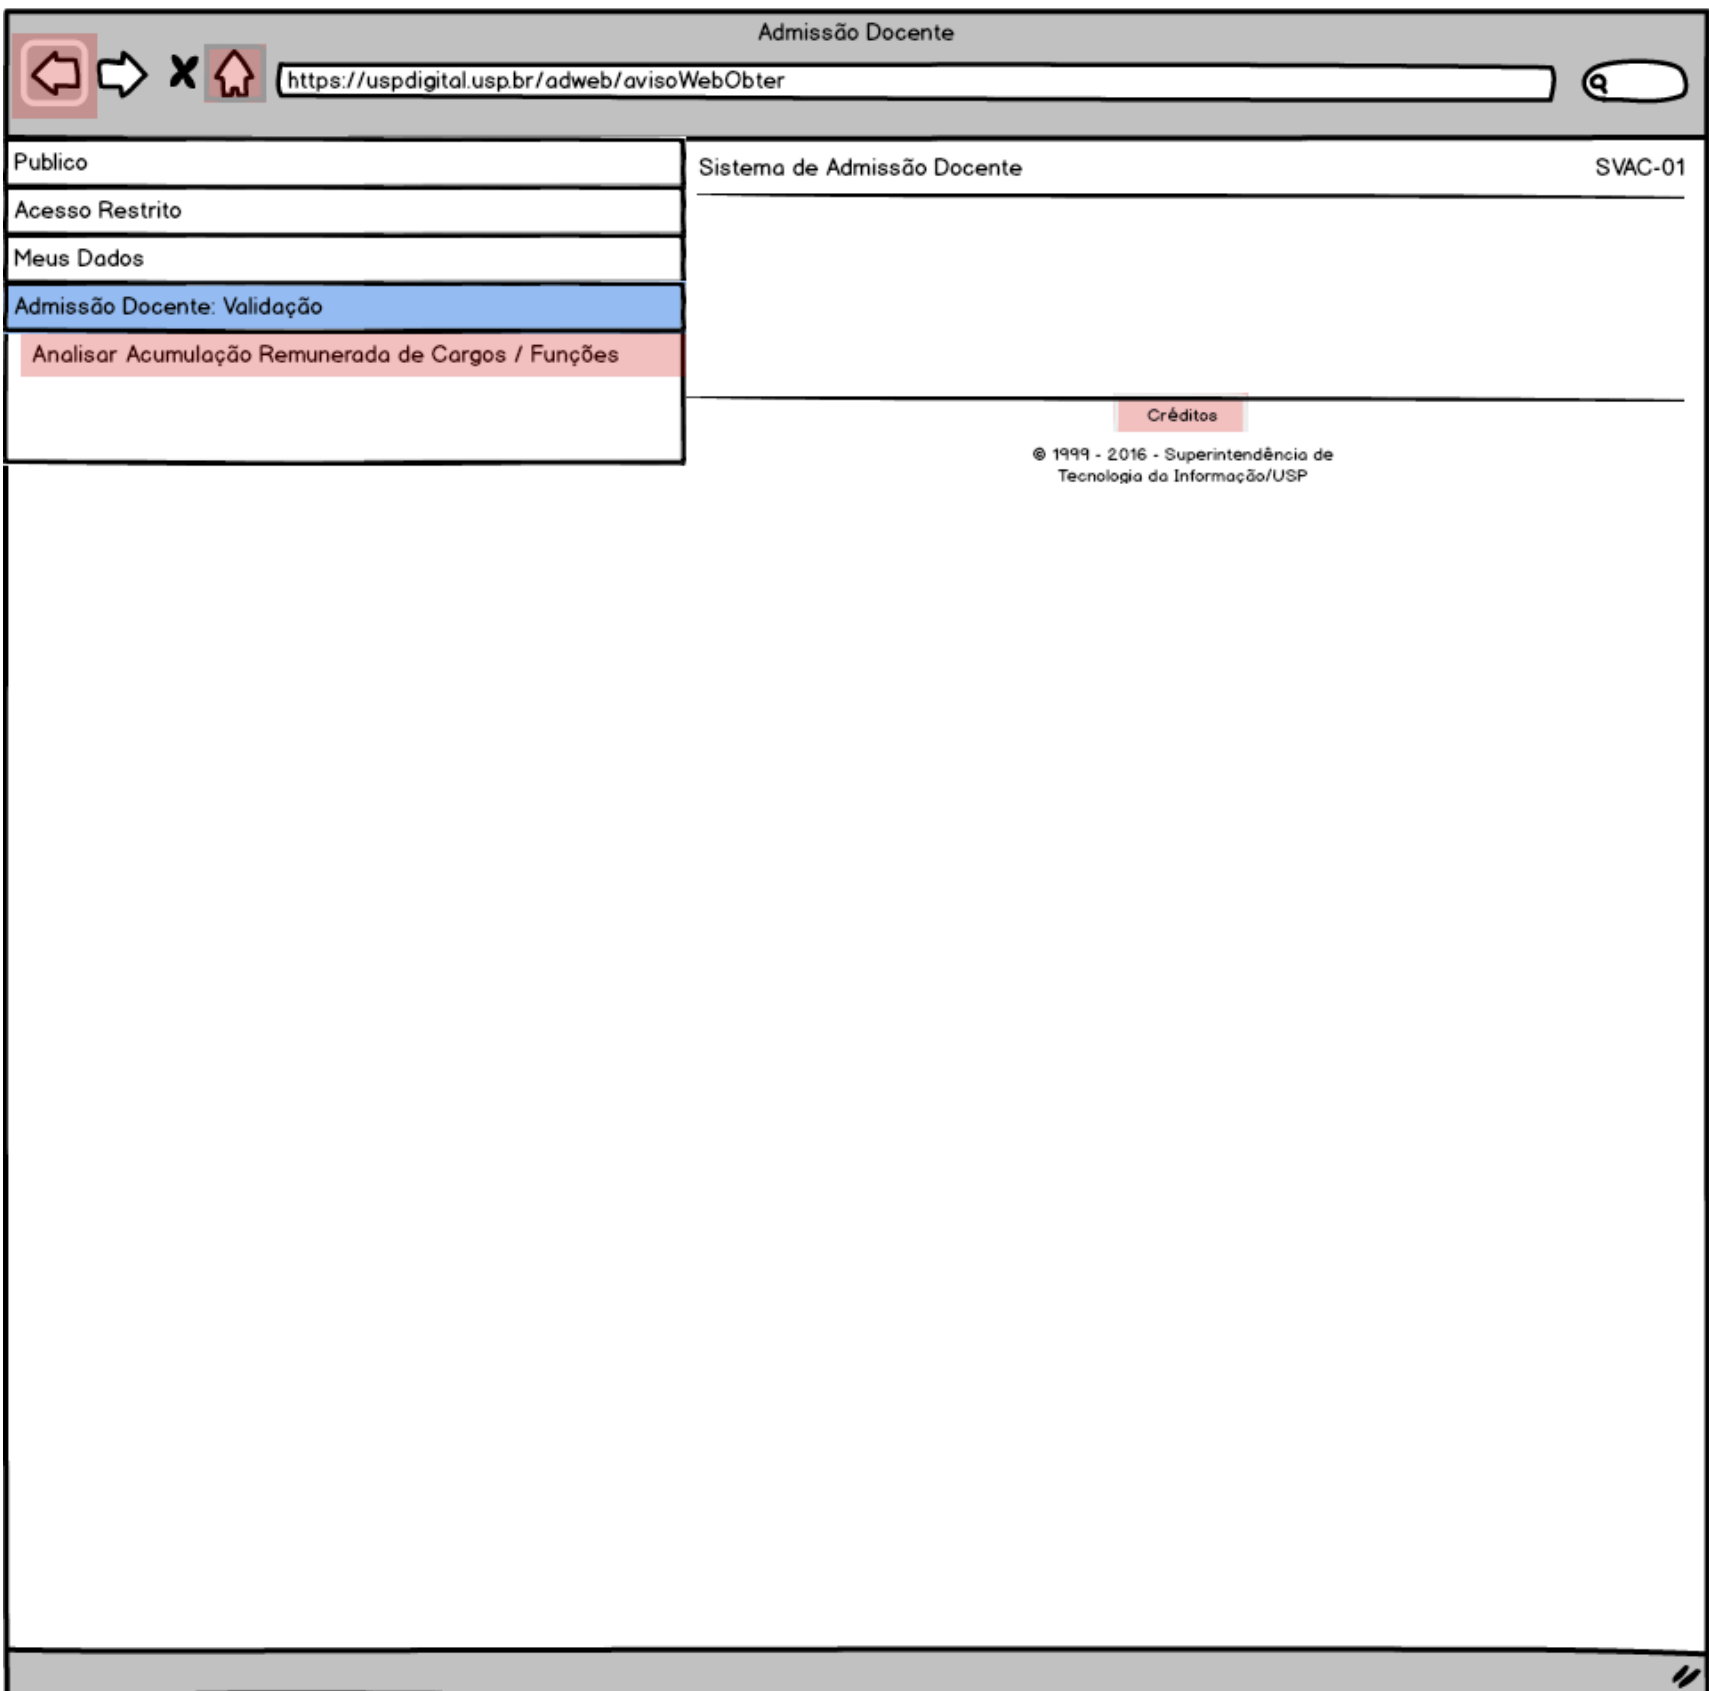 Admissão Docente
https://uspdigital.usp.br/adweb/avisoWebObter
Publico
Acesso Restrito
Meus Dados
Admissão Docente: Validação
Analisar Acumulação Remunerada de Cargos / Funções
Sistema de Admissão Docente SVAC-01
Créditos
© 1999 - 2016 - Superintendência de
Tecnologia da Informação/USP